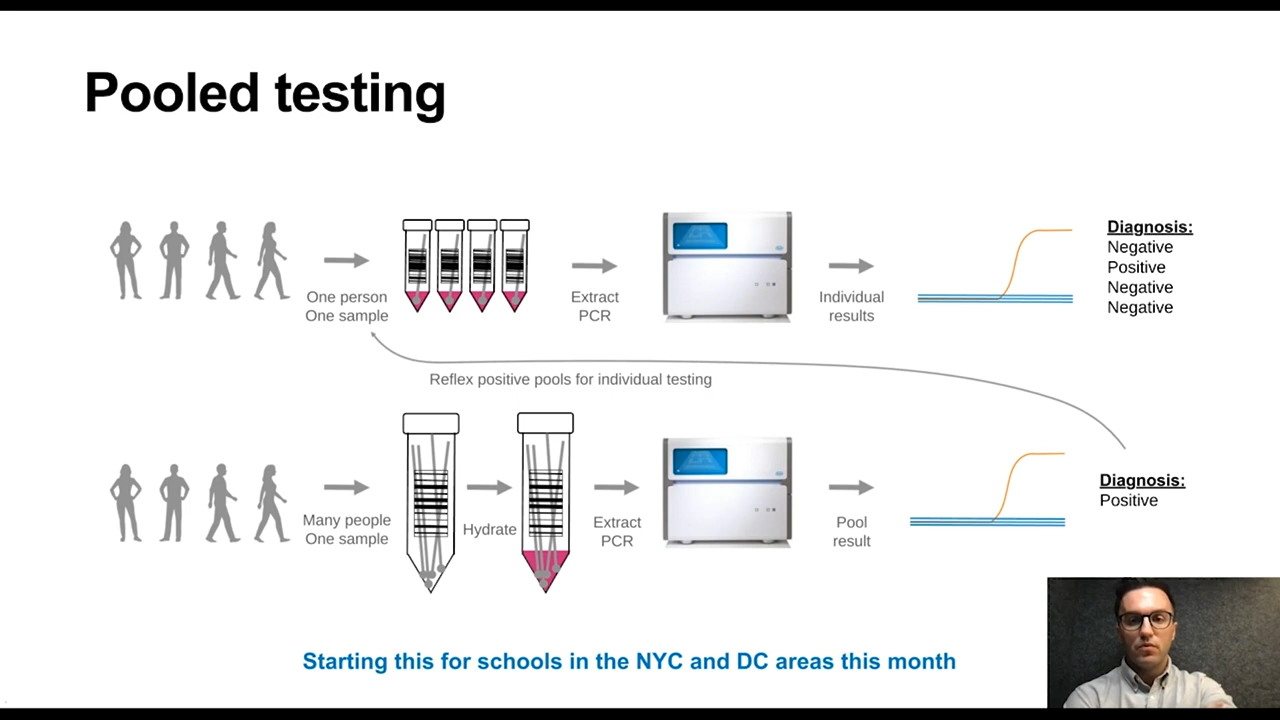 Pooled testing
One person
One sample
Extract
PCR
Individual
results
Diagnosis:
Negative
Positive
Negative
Negative
Reflex positive pools for individual testing
Many people
One sample
Hydrate
Extract
PCR
Pool
result
Diagnosis:
Positive
Starting this for schools in the NYC and DC areas this month